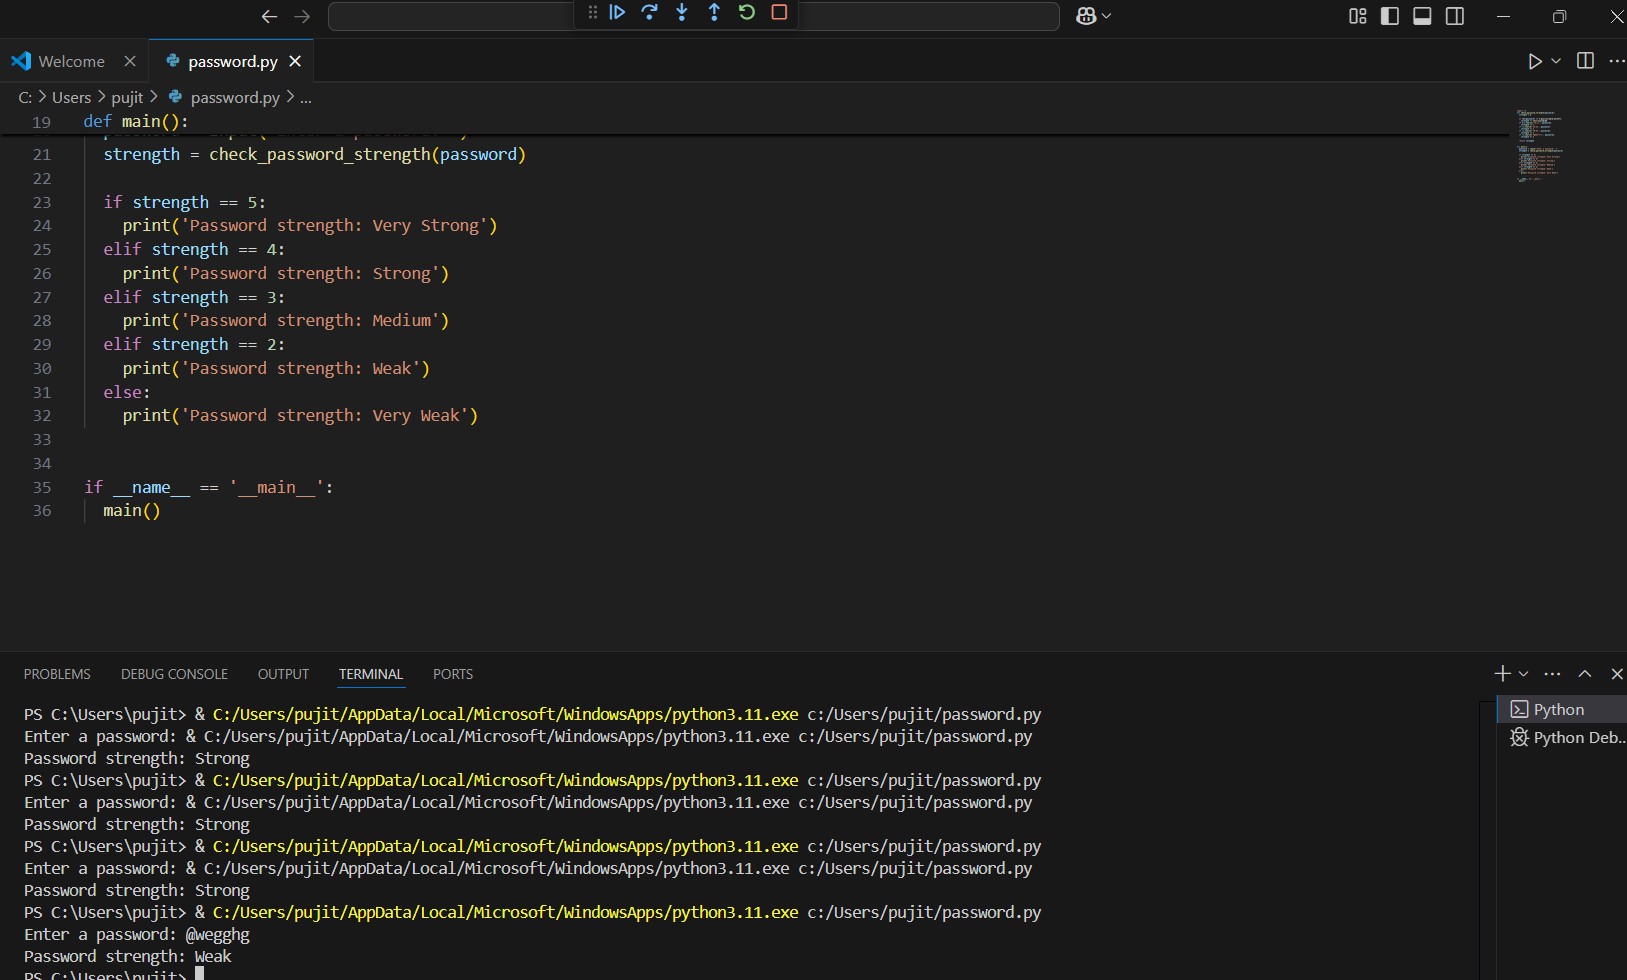 Welcome
password.py
C: > Users > pujit > password.py > ...
19 def main():
21 strength = check_password_strength(password)
22
23 if strength == 5:
24 print('Password strength: Very Strong')
25 elif strength == 4:
26 print('Password strength: Strong')
27 elif strength == 3:
28 print('Password strength: Medium')
29 elif strength == 2:
30 print('Password strength: Weak')
31 else:
32 print('Password strength: Very Weak')
33
34
35 if __name__ == '__main__':
36 main()
PROBLEMS DEBUG CONSOLE OUTPUT TERMINAL PORTS
PS C:\Users\pujit> & C:/Users/pujit/AppData/Local/Microsoft/WindowsApps/python3.11.exe c:/Users/pujit/password.py
Enter a password: & C:/Users/pujit/AppData/Local/Microsoft/WindowsApps/python3.11.exe c:/Users/pujit/password.py
Password strength: Strong
PS C:\Users\pujit> & C:/Users/pujit/AppData/Local/Microsoft/WindowsApps/python3.11.exe c:/Users/pujit/password.py
Enter a password: & C:/Users/pujit/AppData/Local/Microsoft/WindowsApps/python3.11.exe c:/Users/pujit/password.py
Password strength: Strong
PS C:\Users\pujit> & C:/Users/pujit/AppData/Local/Microsoft/WindowsApps/python3.11.exe c:/Users/pujit/password.py
Enter a password: & C:/Users/pujit/AppData/Local/Microsoft/WindowsApps/python3.11.exe c:/Users/pujit/password.py
Password strength: Strong
PS C:\Users\pujit> & C:/Users/pujit/AppData/Local/Microsoft/WindowsApps/python3.11.exe c:/Users/pujit/password.py
Enter a password: @wegghg
Password strength: Weak
PS C:\Users\pujit>
Python
Python Deb...